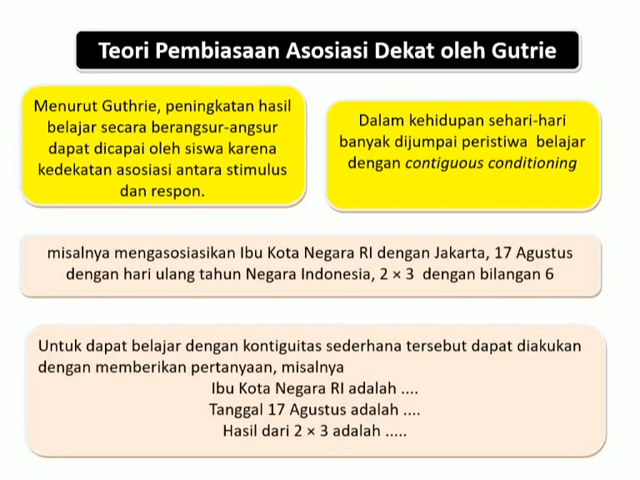 Teori Pembiasaan Asosiasi Dekat oleh Gutrie
Menurut Guthrie, peningkatan hasil
belajar secara berangsur-angsur
dapat dicapai oleh siswa karena
kedekatan asosiasi antara stimulus
dan respon.
Dalam kehidupan sehari-hari
banyak dijumpai peristiwa belajar
dengan contiguous conditioning
misalnya mengasosiasikan Ibu Kota Negara RI dengan Jakarta, 17 Agustus
dengan hari ulang tahun Negara Indonesia, 2 × 3 dengan bilangan 6
Untuk dapat belajar dengan kontiguitas sederhana tersebut dapat diakukan
dengan memberikan pertanyaan, misalnya
Ibu Kota Negara RI adalah ....
Tanggal 17 Agustus adalah ....
Hasil dari 2 × 3 adalah .....